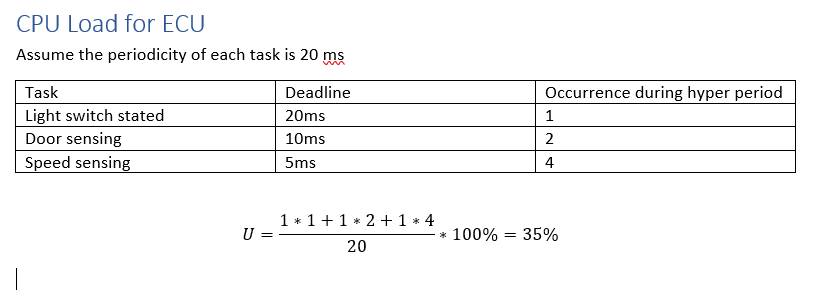 CPU Load for ECU
Assume the periodicity of each task is 20 ms
Task Deadline Occurrence during hyper period
Light switch stated 20ms 1
Door sensing 10ms 2
Speed sensing 5ms 4
U = (1 ∗ 1 + 1 ∗ 2 + 1 ∗ 4) / 20 ∗ 100% = 35%